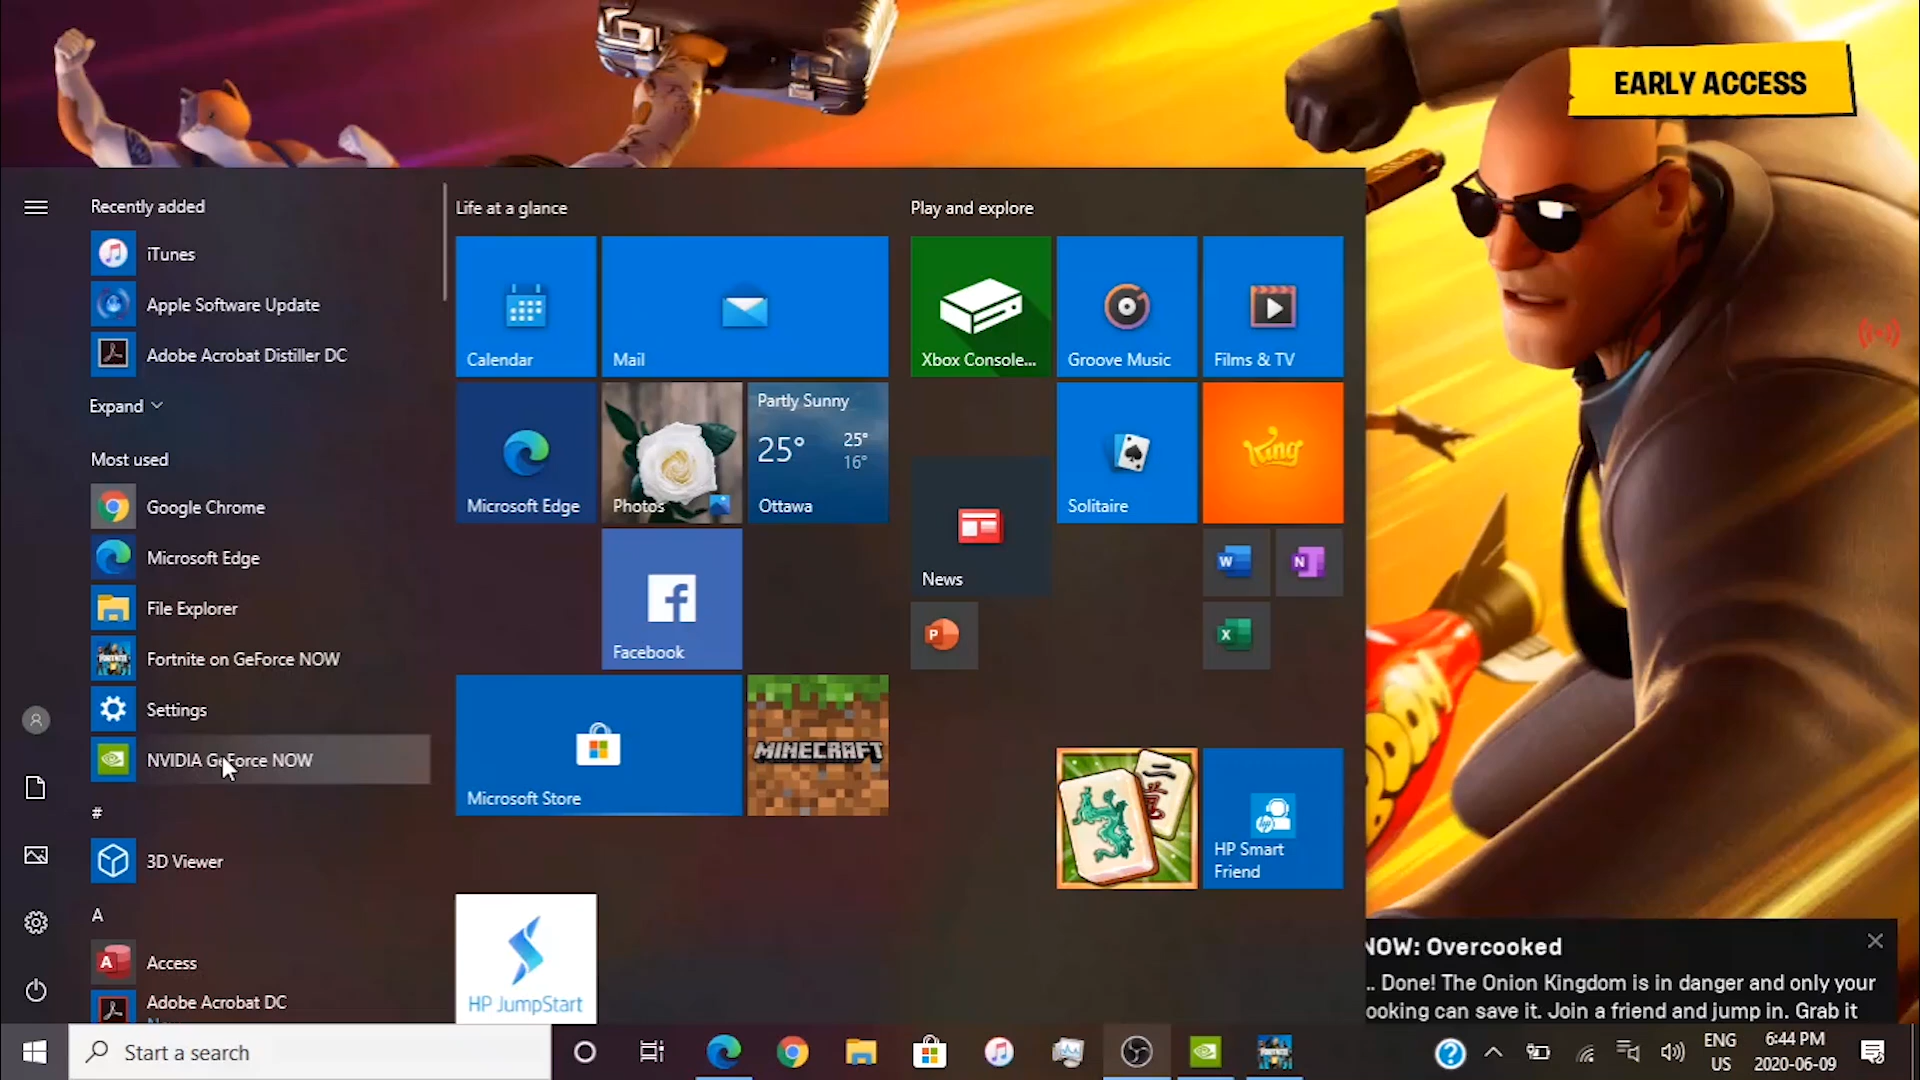 EARLY ACCESS
Recently added
iTunes
Apple Software Update
Adobe Acrobat Distiller DC
Expand
Most used
Google Chrome
Microsoft Edge
File Explorer
Fortnite on GeForce NOW
Settings
NVIDIA GeForce NOW
#
3D Viewer
A
Access
Adobe Acrobat DC
Life at a glance
Calendar
Mail
Microsoft Edge
Photos
Partly Sunny
25°
25°
16°
Ottawa
Facebook
Microsoft Store
MINECRAFT
HP JumpStart
Play and explore
Xbox Console...
Groove Music
Films & TV
Solitaire
King
News
W
N
P
X
二
萬
hp
HP Smart
Friend
NOW: Overcooked
.. Done! The Onion Kingdom is in danger and only your
ooking can save it. Join a friend and jump in. Grab it
Start a search
FORTNITE
ENG
US
6:44 PM
2020-06-09